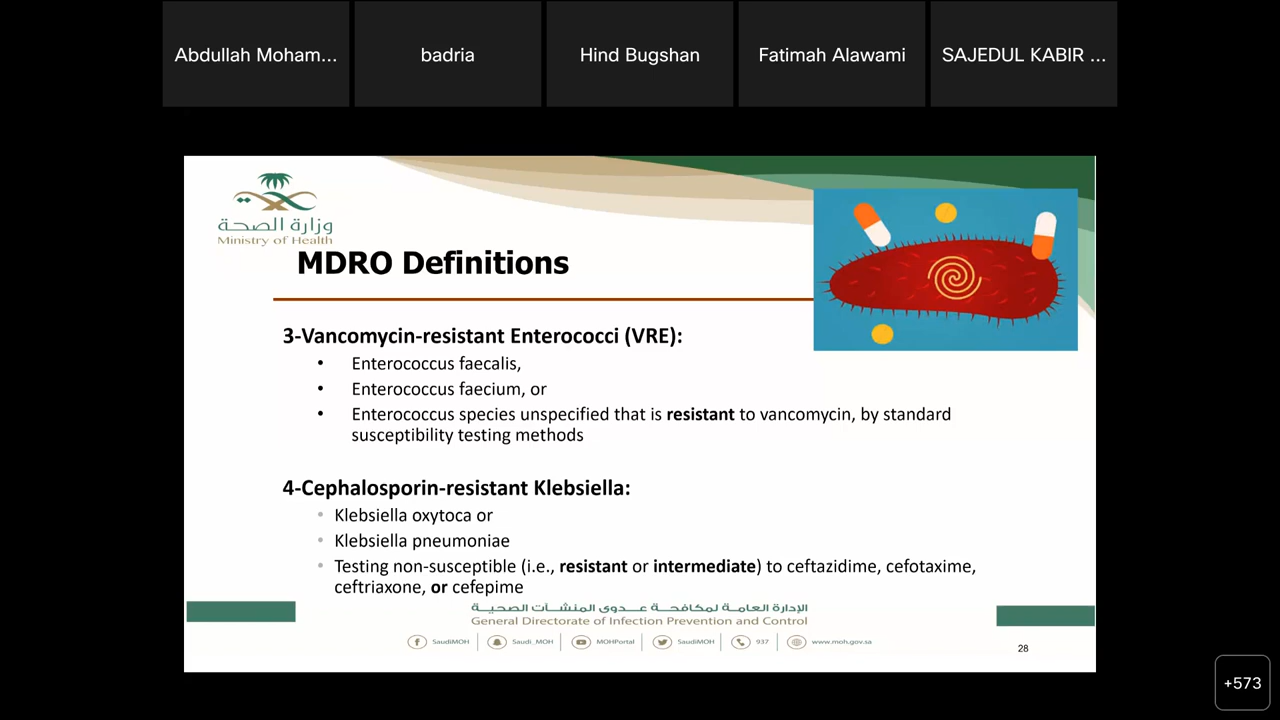 Abdullah Moham...
badria
Hind Bugshan
Fatimah Alawami
SAJEDUL KABIR ...
وزارة الصحة
Ministry of Health
MDRO Definitions
3-Vancomycin-resistant Enterococci (VRE):
• Enterococcus faecalis,
• Enterococcus faecium, or
• Enterococcus species unspecified that is resistant to vancomycin, by standard
susceptibility testing methods
4-Cephalosporin-resistant Klebsiella:
• Klebsiella oxytoca or
• Klebsiella pneumoniae
• Testing non-susceptible (i.e., resistant or intermediate) to ceftazidime, cefotaxime,
ceftriaxone, or cefepime
الإدارة العامة لمكافحة عدوى المنشآت الصحية
General Directorate of Infection Prevention and Control
SaudiMOH
Saudi_MOH
MOHPortal
SaudiMOH
937
www.moh.gov.sa
28
+573